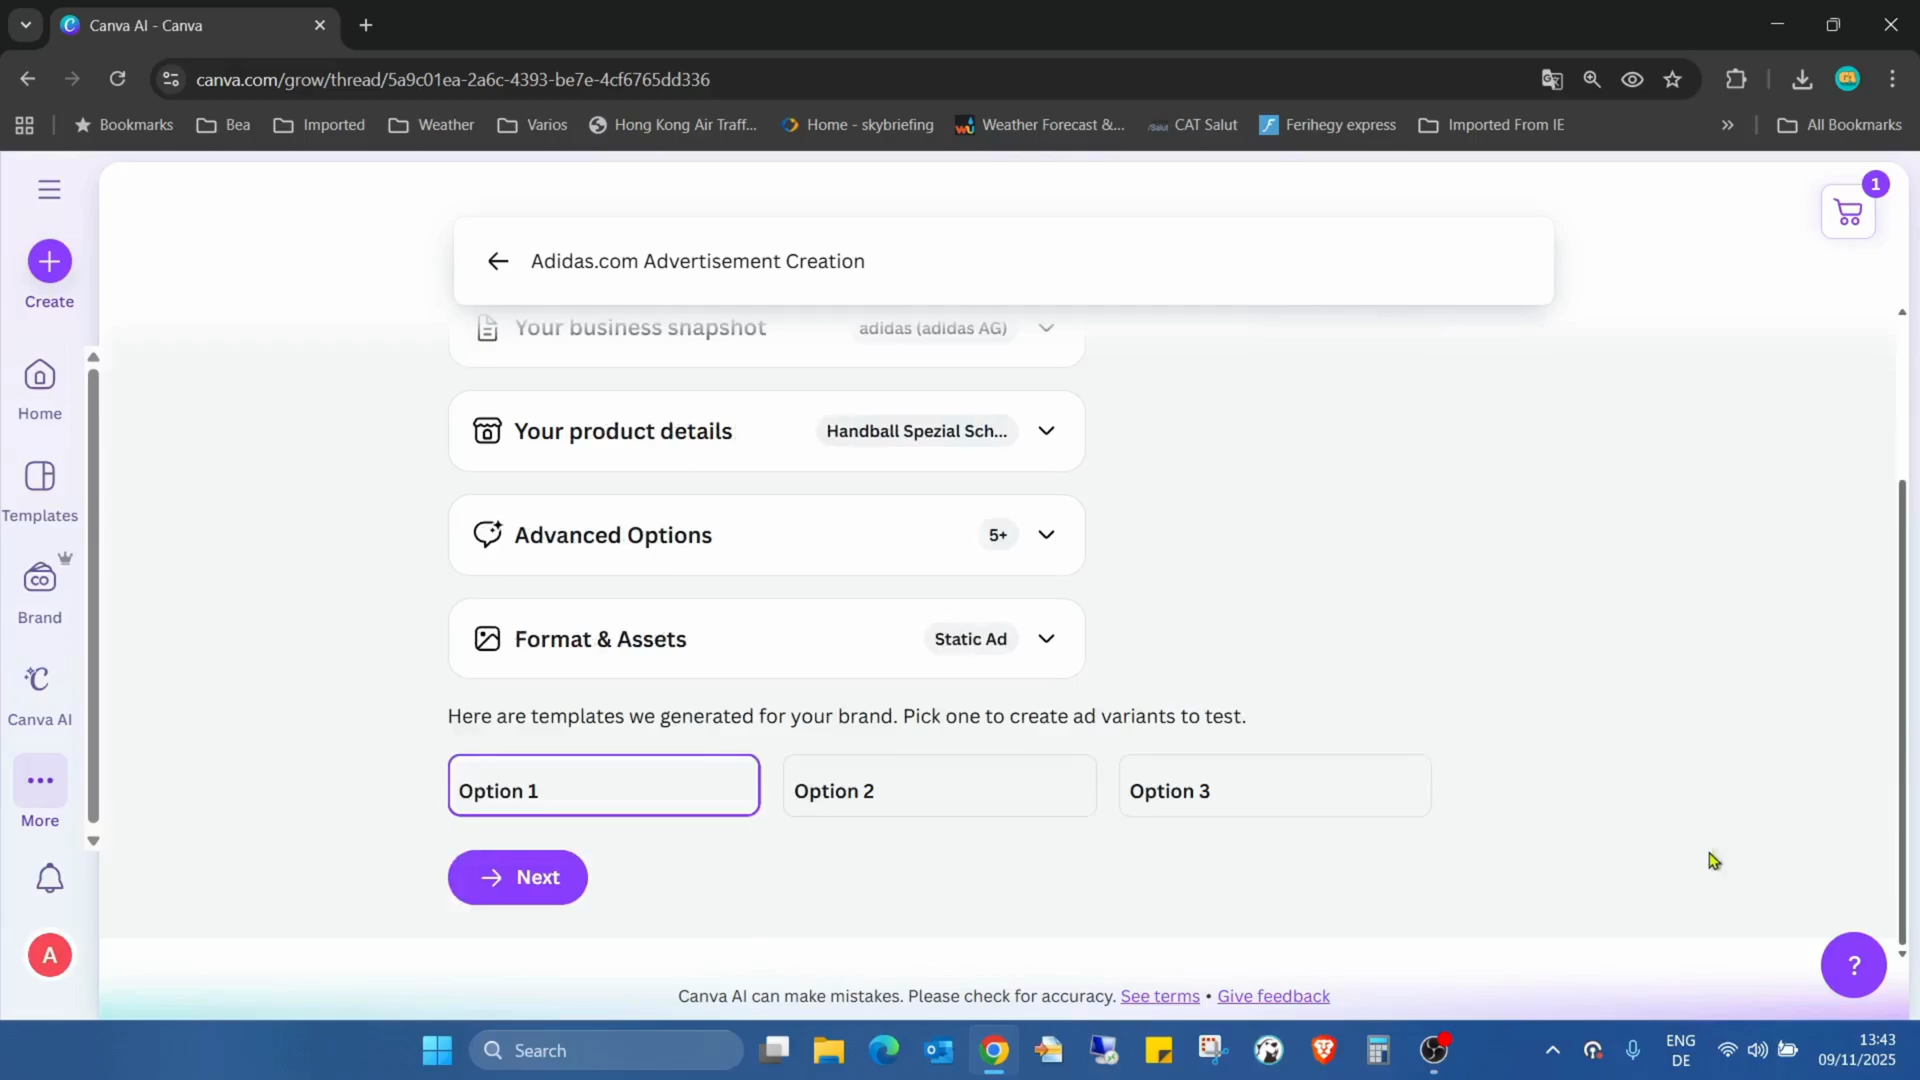 Canva AI - Canva
canva.com/grow/thread/5a9c01ea-2a6c-4393-be7e-4cf6765dd336
Bookmarks
Bea
Imported
Weather
Varios
Hong Kong Air Traff...
Home - skybriefing
Weather Forecast &...
CAT Salut
Ferihegy express
Imported From IE
All Bookmarks
1
Create
Home
Templates
Brand
Canva AI
More
A
Adidas.com Advertisement Creation
Your business snapshot
adidas (adidas AG)
Your product details
Handball Spezial Sch...
Advanced Options
5+
Format & Assets
Static Ad
Here are templates we generated for your brand. Pick one to create ad variants to test.
Option 1
Option 2
Option 3
Next
?
Canva AI can make mistakes. Please check for accuracy. See terms • Give feedback
Search
ENG
DE
13:43
09/11/2025